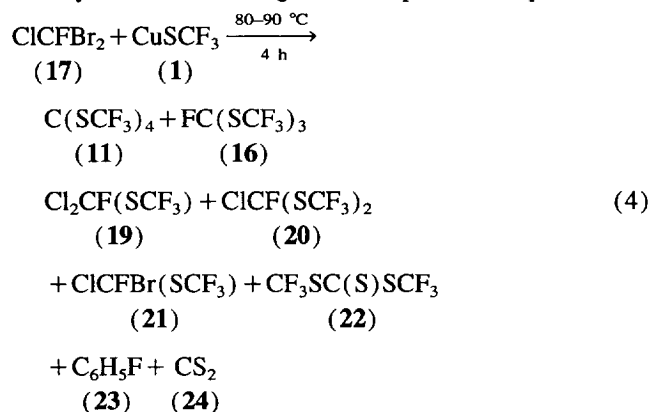 ClCFBr₂ + CuSCF₃ 80–90 °C 4 h ⟶
(17) (1)
C(SCF₃)₄ + FC(SCF₃)₃
(11) (16)
Cl₂CF(SCF₃) + ClCF(SCF₃)₂ (4)
(19) (20)
+ ClCFBr(SCF₃) + CF₃SC(S)SCF₃
(21) (22)
+ C₆H₅F + CS₂
(23) (24)